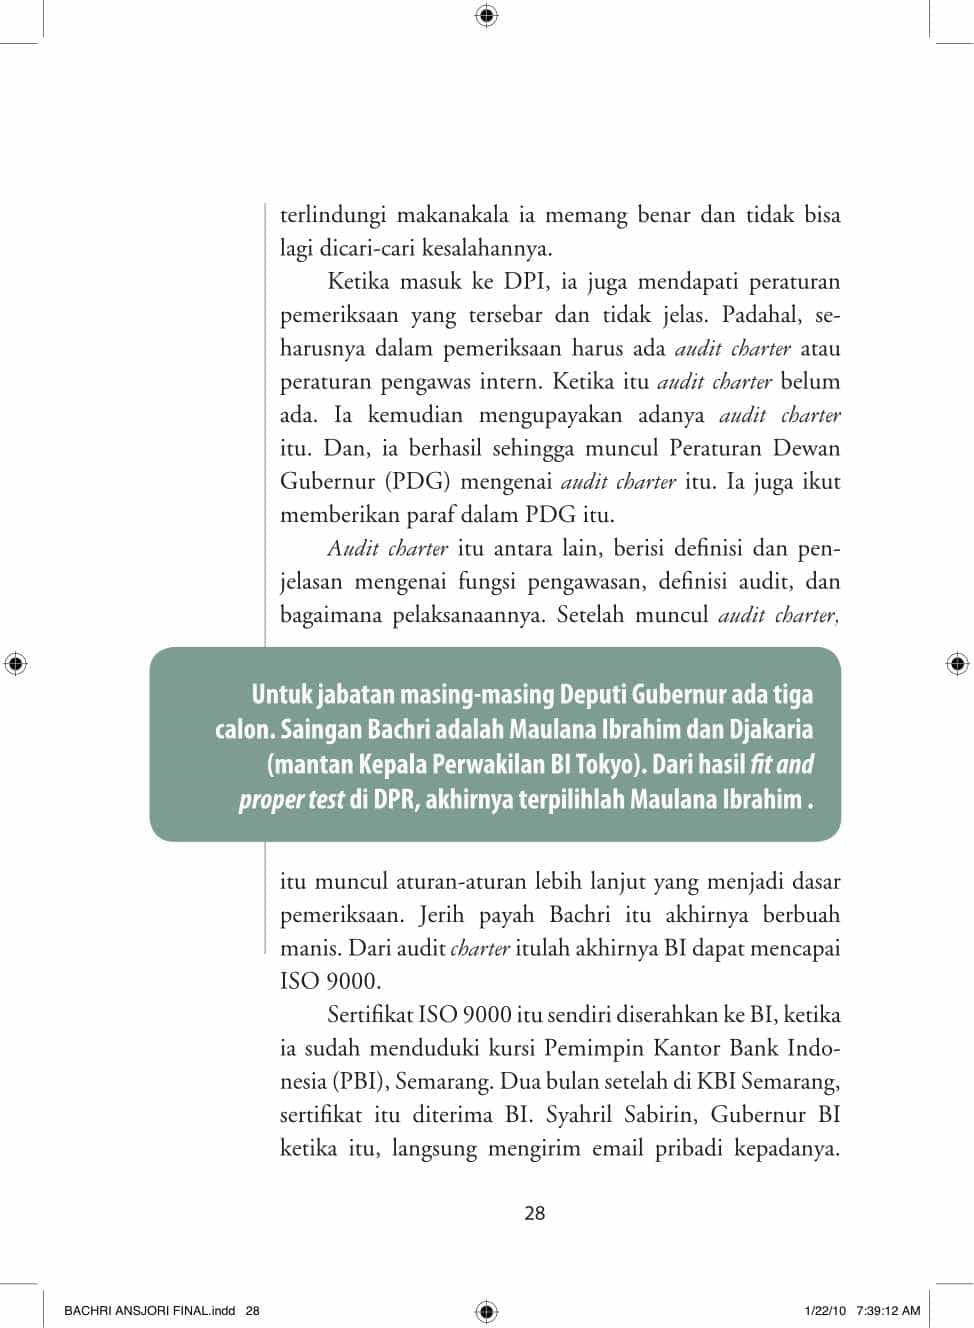 terlindungi makanakala ia memang benar dan tidak bisa
lagi dicari-cari kesalahannya.
Ketika masuk ke DPI, ia juga mendapati peraturan
pemeriksaan yang tersebar dan tidak jelas. Padahal, se-
harusnya dalam pemeriksaan harus ada audit charter atau
peraturan pengawas intern. Ketika itu audit charter belum
ada. Ia kemudian mengupayakan adanya audit charter
itu. Dan, ia berhasil sehingga muncul Peraturan Dewan
Gubernur (PDG) mengenai audit charter itu. Ia juga ikut
memberikan paraf dalam PDG itu.
Audit charter itu antara lain, berisi definisi dan pen-
jelasan mengenai fungsi pengawasan, definisi audit, dan
bagaimana pelaksanaannya. Setelah muncul audit charter,
Untuk jabatan masing-masing Deputi Gubernur ada tiga
calon. Saingan Bachri adalah Maulana Ibrahim dan Djakaria
(mantan Kepala Perwakilan BI Tokyo). Dari hasil fit and
proper test di DPR, akhirnya terpilihlah Maulana Ibrahim .
itu muncul aturan-aturan lebih lanjut yang menjadi dasar
pemeriksaan. Jerih payah Bachri itu akhirnya berbuah
manis. Dari audit charter itulah akhirnya BI dapat mencapai
ISO 9000.
Sertifikat ISO 9000 itu sendiri diserahkan ke BI, ketika
ia sudah menduduki kursi Pemimpin Kantor Bank Indo-
nesia (PBI), Semarang. Dua bulan setelah di KBI Semarang,
sertifikat itu diterima BI. Syahril Sabirin, Gubernur BI
ketika itu, langsung mengirim email pribadi kepadanya.
28
BACHRI ANSJORI FINAL.indd 28
1/22/10 7:39:12 AM